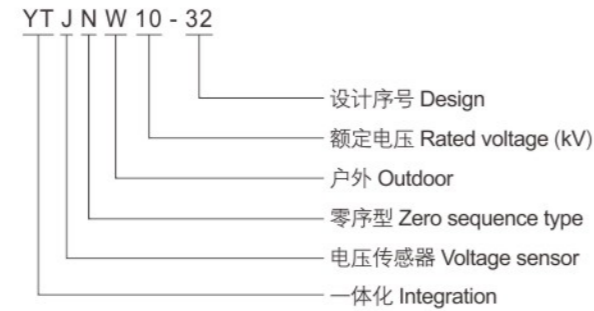 YT J N W 10 - 32
设计序号 Design
额定电压 Rated voltage (kV)
户外 Outdoor
零序型 Zero sequence type
电压传感器 Voltage sensor
一体化 Integration